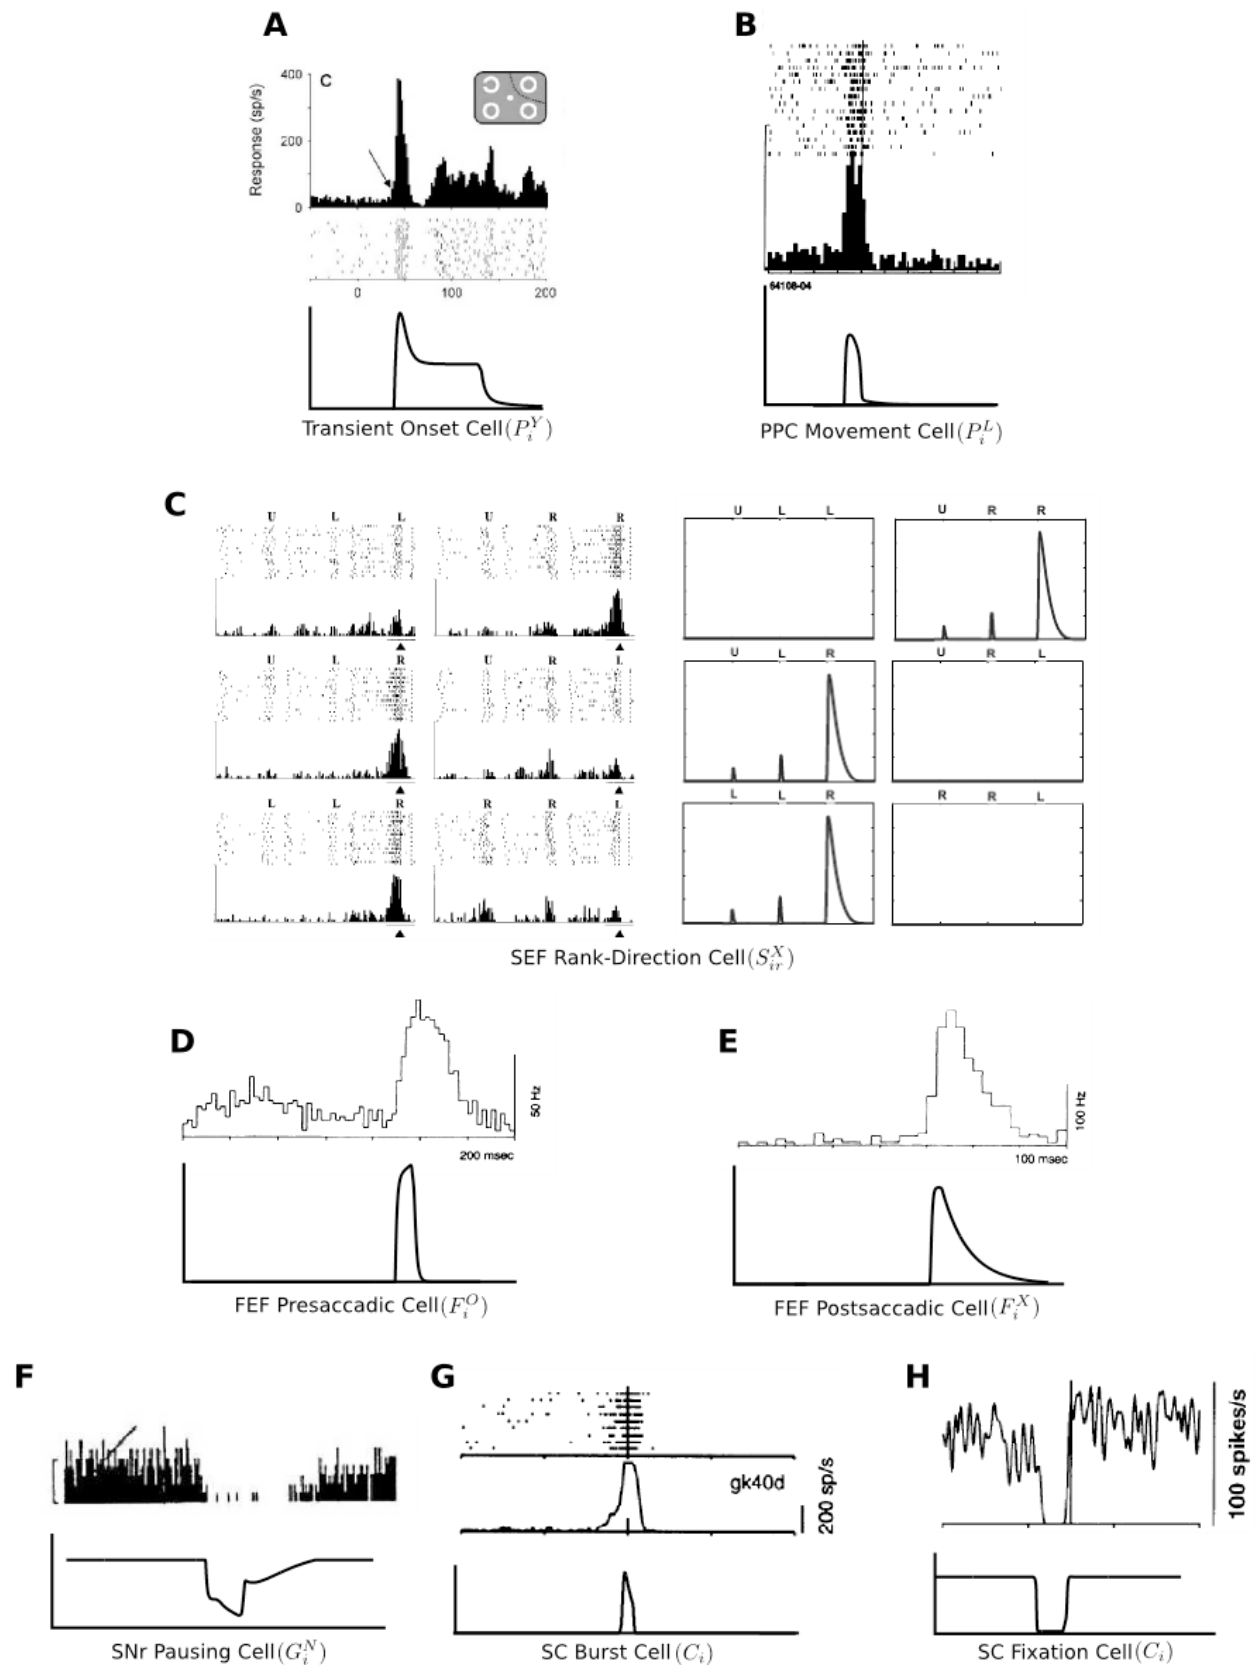 A
B
400 C
Response (sp/s)
200
0
0 100 200
64108-04
Transient Onset Cell(P_i^Y)
PPC Movement Cell(P_i^L)
C
U L L U R R U L L U R R
U L R U R L U L R U R L
L L R R R L L L R R R L
SEF Rank-Direction Cell(S_ir^X)
D
E
50 Hz
200 msec
100 Hz
100 msec
FEF Presaccadic Cell(F_i^O)
FEF Postsaccadic Cell(F_i^X)
F
G
H
gk40d
200 sp/s
100 spikes/s
SNr Pausing Cell(G_i^N)
SC Burst Cell(C_i)
SC Fixation Cell(C_i)